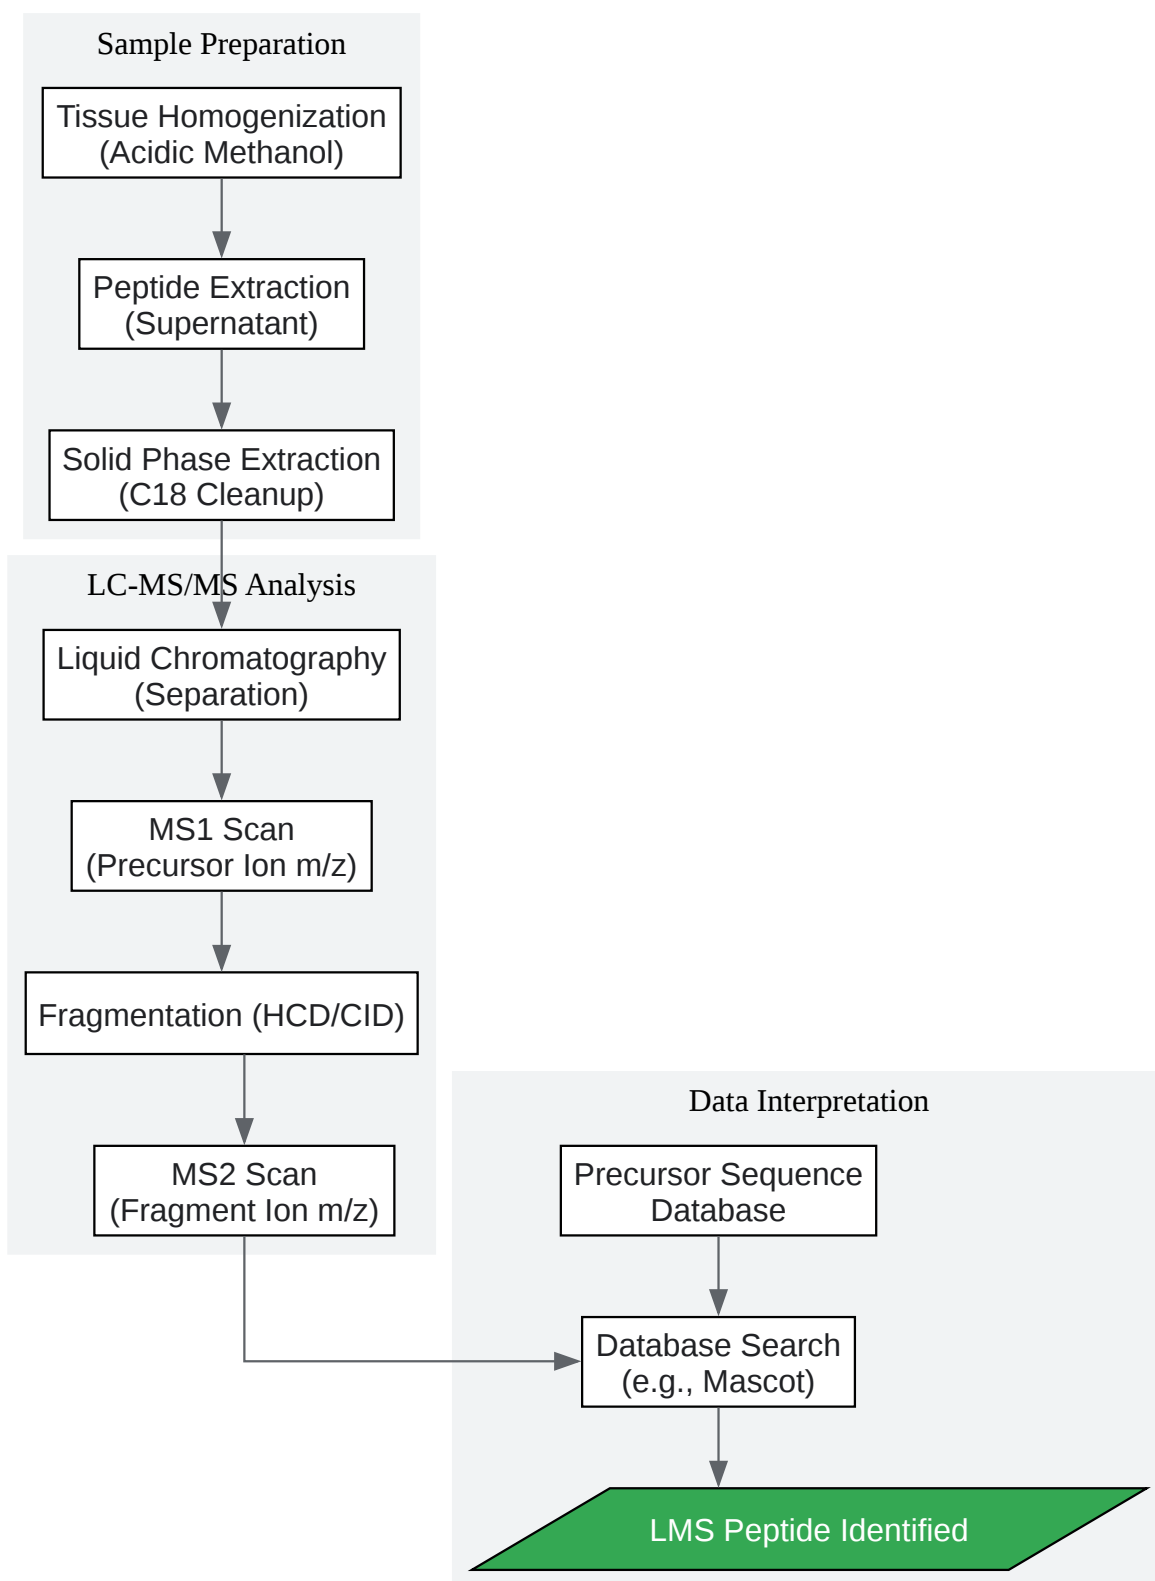 Sample Preparation
Tissue Homogenization
(Acidic Methanol)
Peptide Extraction
(Supernatant)
Solid Phase Extraction
(C18 Cleanup)
LC-MS/MS Analysis
Liquid Chromatography
(Separation)
MS1 Scan
(Precursor Ion m/z)
Fragmentation (HCD/CID)
MS2 Scan
(Fragment Ion m/z)
Data Interpretation
Precursor Sequence
Database
Database Search
(e.g., Mascot)
LMS Peptide Identified